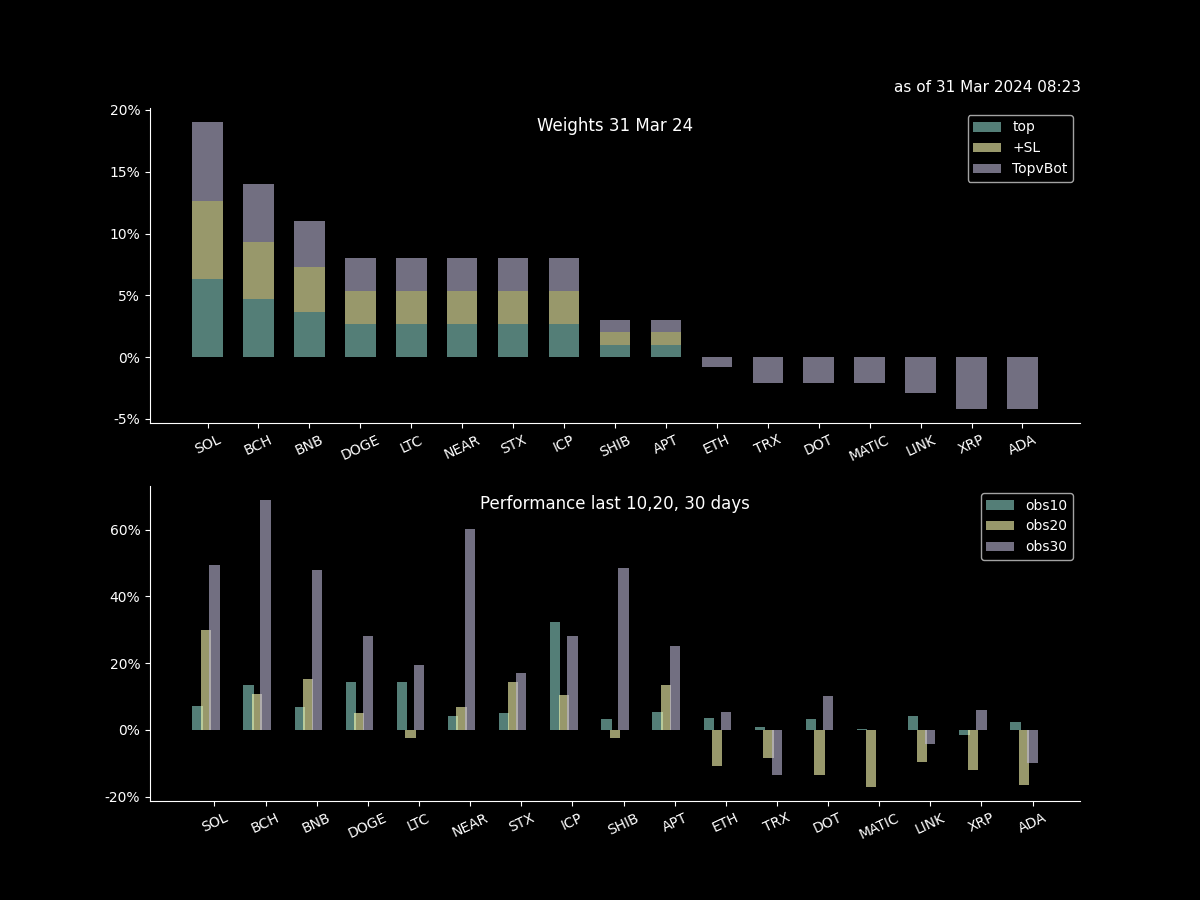 as of 31 Mar 2024 08:23
Weights 31 Mar 24
top
+SL
TopvBot
20%
15%
10%
5%
0%
-5%
SOL BCH BNB DOGE LTC NEAR STX ICP SHIB APT ETH TRX DOT MATIC LINK XRP ADA
Performance last 10,20, 30 days
obs10
obs20
obs30
60%
40%
20%
0%
-20%
SOL BCH BNB DOGE LTC NEAR STX ICP SHIB APT ETH TRX DOT MATIC LINK XRP ADA